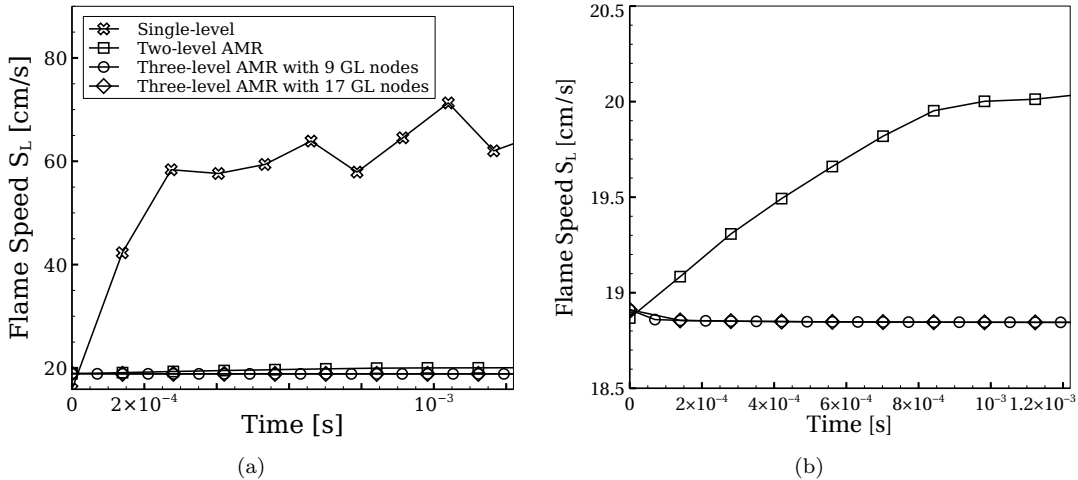 Single-level
Two-level AMR
Three-level AMR with 9 GL nodes
Three-level AMR with 17 GL nodes
Flame Speed S_L [cm/s]
80
60
40
20
0
2×10⁻⁴
10⁻³
Time [s]
(a)
Flame Speed S_L [cm/s]
20.5
20
19.5
19
18.5
0
2×10⁻⁴
4×10⁻⁴
6×10⁻⁴
8×10⁻⁴
10⁻³
1.2×10⁻³
Time [s]
(b)